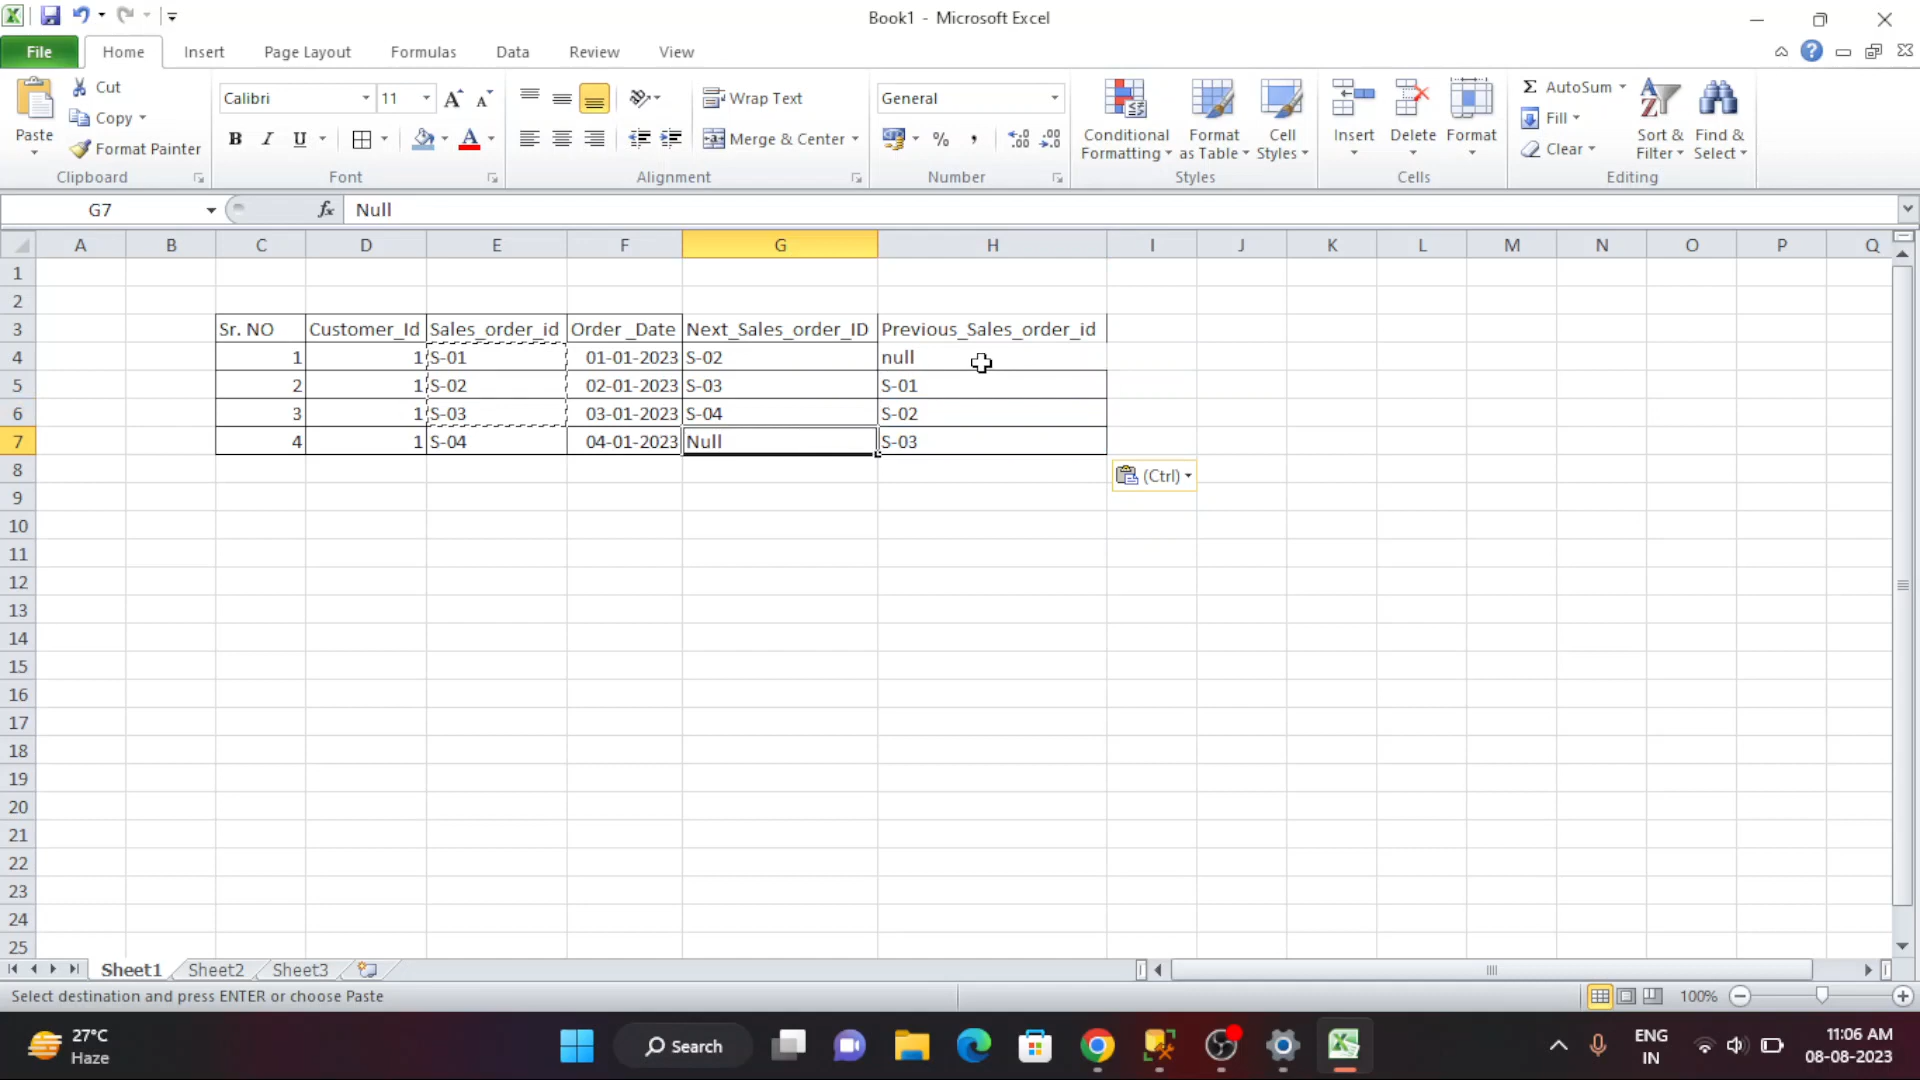 Book1 - Microsoft Excel
File Home Insert Page Layout Formulas Data Review View
Paste
Cut
Copy
Format Painter
Clipboard
Calibri 11
B I U
Font
Wrap Text
Merge & Center
Alignment
General
%
Number
Conditional Formatting
Format as Table
Cell Styles
Styles
Insert
Delete
Format
Cells
Σ AutoSum
Fill
Clear
Sort & Filter
Find & Select
Editing
G7 fx Null
A B C D E F G H I J K L M N O P Q
1
2
3 Sr. NO Customer_Id Sales_order_id Order_Date Next_Sales_order_ID Previous_Sales_order_id
4 1 1 S-01 01-01-2023 S-02 null
5 2 1 S-02 02-01-2023 S-03 S-01
6 3 1 S-03 03-01-2023 S-04 S-02
7 4 1 S-04 04-01-2023 Null S-03
8 (Ctrl)
9
10
11
12
13
14
15
16
17
18
19
20
21
22
23
24
25
Sheet1 Sheet2 Sheet3
Select destination and press ENTER or choose Paste 100%
27°C
Haze
Search
ENG
IN
11:06 AM
08-08-2023